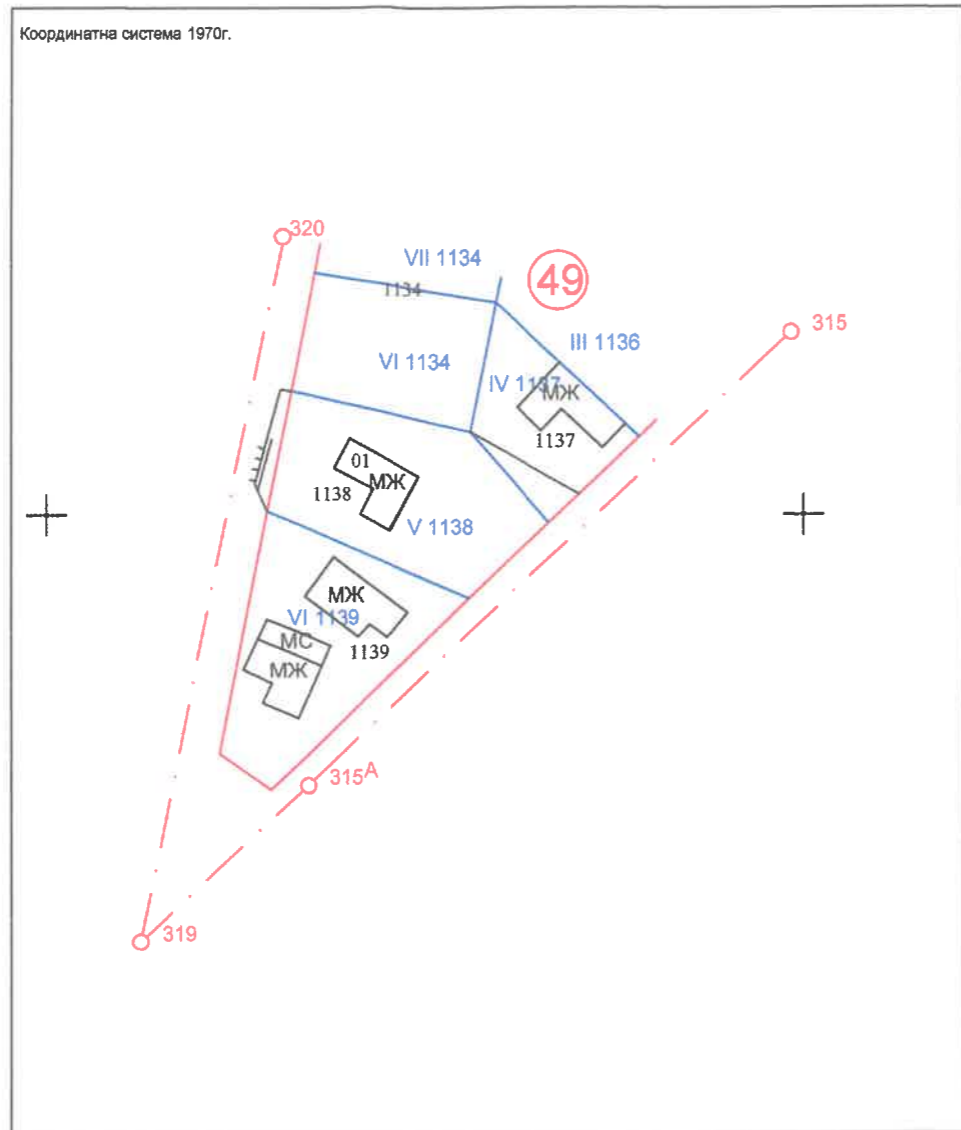 Координатна система 1970г.
320
VII 1134
1134
49
315
III 1136
VI 1134
IV 1137
МЖ
1137
01
МЖ
1138
V 1138
МЖ
VI 1139
МС
1139
МЖ
315А
319